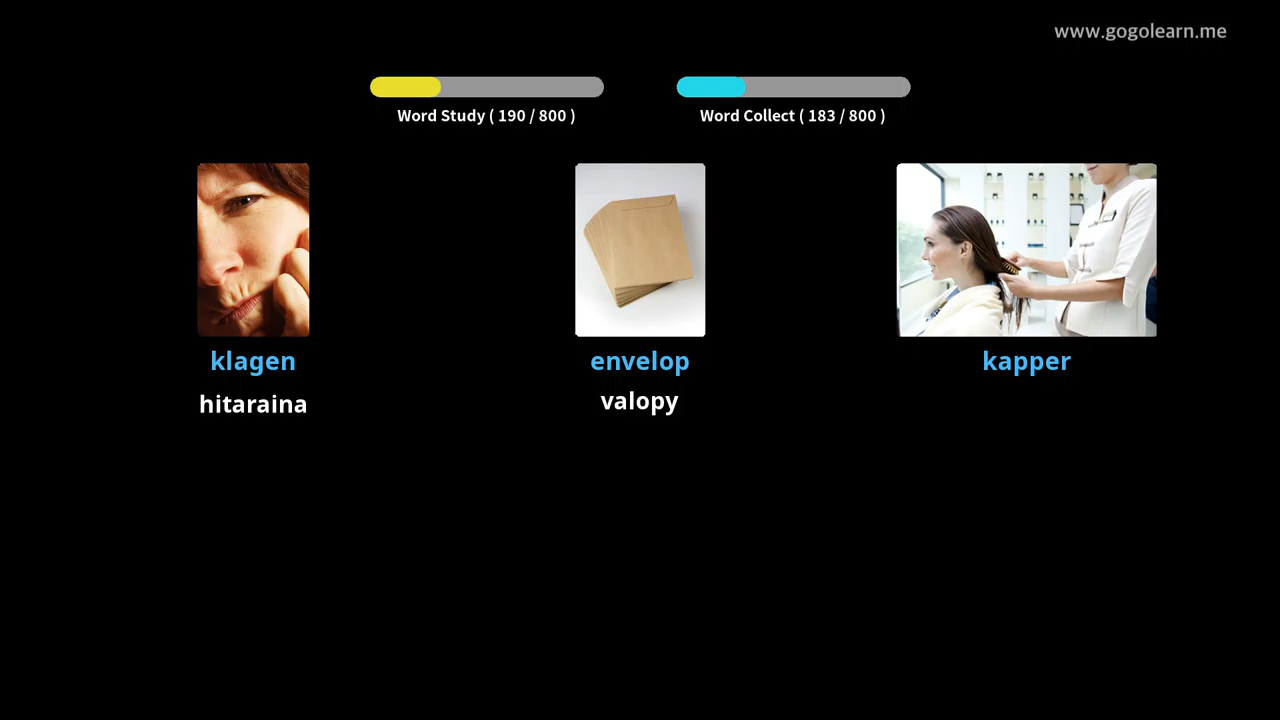 www.gogolearn.me
Word Study ( 190 / 800 )
Word Collect ( 183 / 800 )
klagen
envelop
kapper
hitaraina
valopy